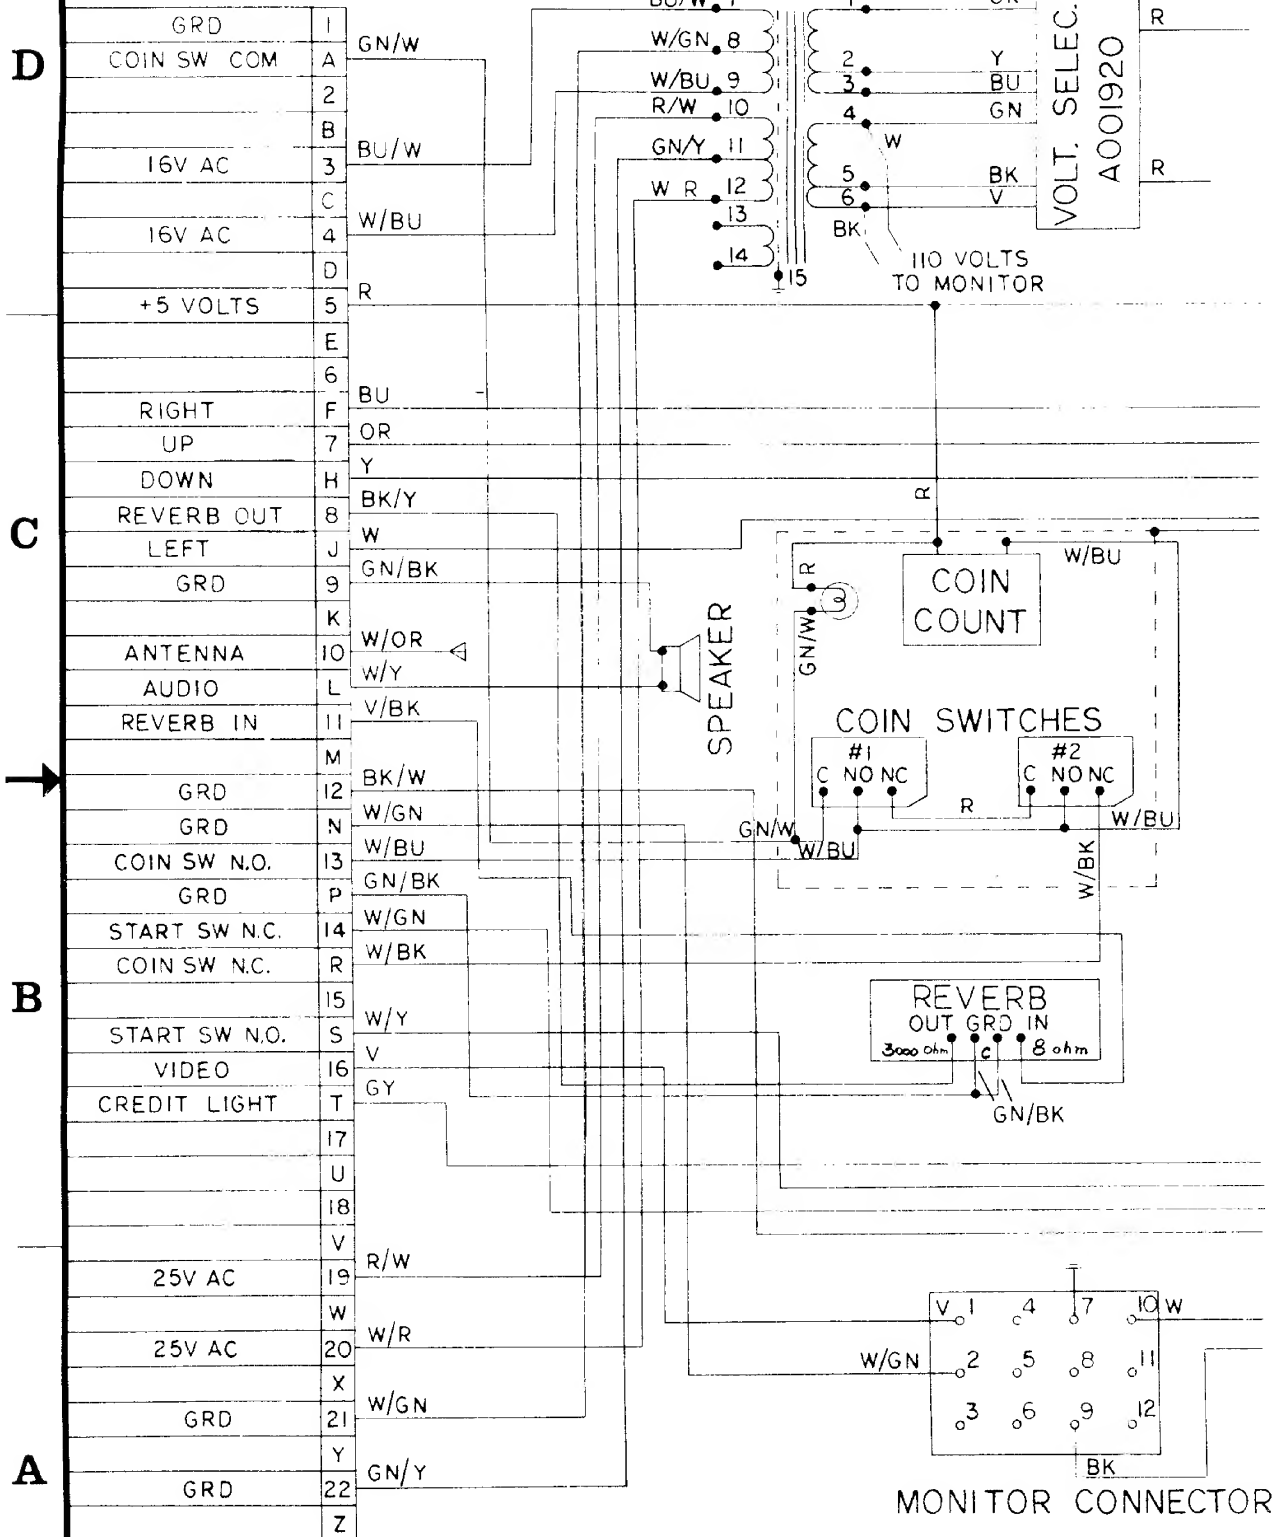 D
GRD 1
COIN SW COM A GN/W
2
B
16V AC 3 BU/W
C
16V AC 4 W/BU
D
+5 VOLTS 5 R
E
6
C
RIGHT F BU
UP 7 OR
DOWN H Y
REVERB OUT 8 BK/Y
LEFT J W
GRD 9 GN/BK
K
ANTENNA 10 W/OR
AUDIO L W/Y
REVERB IN 11 V/BK
M
GRD 12 BK/W
GRD N W/GN
COIN SW N.O. 13 W/BU
B
GRD P GN/BK
START SW N.C. 14 W/GN
COIN SW N.C. R W/BK
15
START SW N.O. S W/Y
VIDEO 16 V
CREDIT LIGHT T GY
17
U
18
V
A
25V AC 19 R/W
W
25V AC 20 W/R
X
GRD 21 W/GN
Y
GRD 22 GN/Y
Z
W/GN 8
W/BU 9
R/W 10
GN/Y 11
W R 12
13
14
15
2 Y
3 BU
4 GN
W
5 BK
6 V
BK
VOLT. SELEC.
A001920
R
R
110 VOLTS
TO MONITOR
R
COIN
COUNT
W/BU
R
GN/W
SPEAKER
COIN SWITCHES
#1
C NO NC
#2
C NO NC
R
W/BU
GN/W
W/BU
W/BK
REVERB
OUT GRD IN
3000 Ohm C 8 ohm
GN/BK
V 1 4 7 10 W
W/GN 2 5 8 11
3 6 9 12
BK
MONITOR CONNECTOR